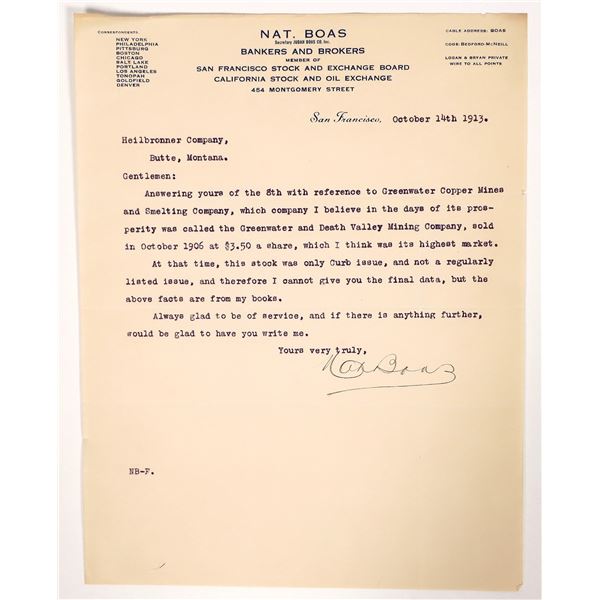 CORRESPONDENTS.
NEW YORK
PHILADELPHIA
PITTSBURG
BOSTON
CHICAGO
SALT LAKE
PORTLAND
LOS ANGELES
TONOPAH
GOLDFIELD
DENVER
NAT. BOAS
Secretary JUDAH BOAS CO. Inc.
BANKERS AND BROKERS
MEMBER OF
SAN FRANCISCO STOCK AND EXCHANGE BOARD
CALIFORNIA STOCK AND OIL EXCHANGE
454 MONTGOMERY STREET
CABLE ADDRESS: BOAS
CODE: BEDFORD-MCNEILL
LOGAN & BRYAN PRIVATE
WIRE TO ALL POINTS
San Francisco, October 14th 1913.
Heilbronner Company,
Butte, Montana.
Gentlemen:
Answering yours of the 8th with reference to Greenwater Copper Mines
and Smelting Company, which company I believe in the days of its pros-
perity was called the Greenwater and Death Valley Mining Company, sold
in October 1906 at $3.50 a share, which I think was its highest market.
At that time, this stock was only Curb issue, and not a regularly
listed issue, and therefore I cannot give you the final data, but the
above facts are from my books.
Always glad to be of service, and if there is anything further,
would be glad to have you write me.
Yours very truly,
Nat Boas
NB-F.